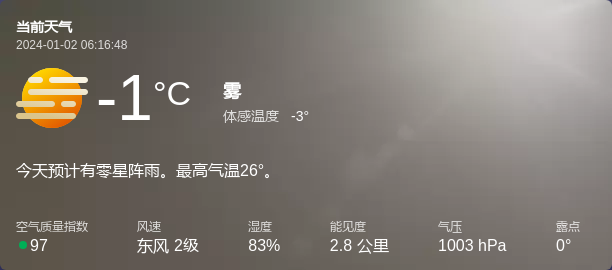 当前天气
2024-01-02 06:16:48
-1°C
雾
体感温度 -3°
今天预计有零星阵雨。最高气温26°。
空气质量指数 风速 湿度 能见度 气压 露点
97 东风 2级 83% 2.8 公里 1003 hPa 0°